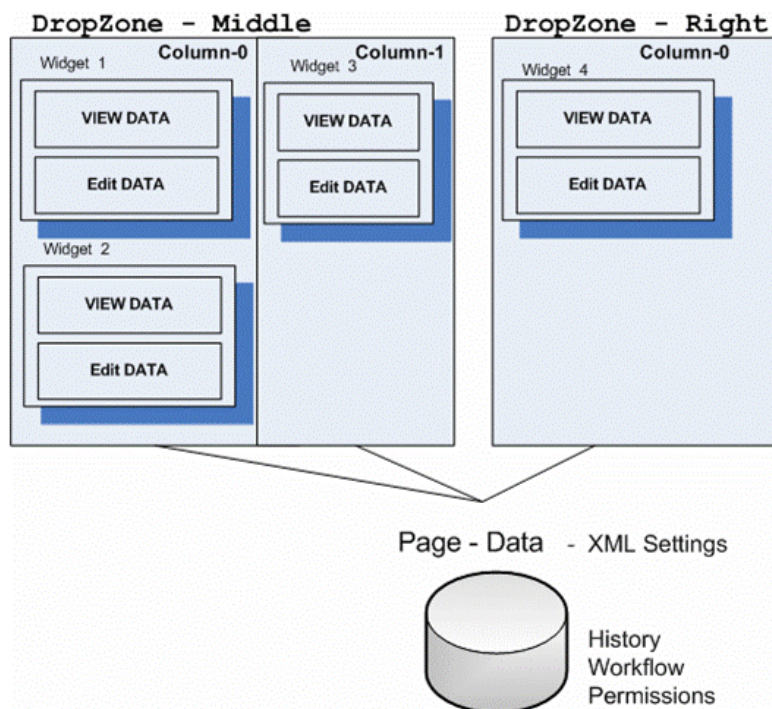 DropZone - Middle
Column-0
Widget 1
VIEW DATA
Edit DATA
Widget 2
VIEW DATA
Edit DATA
Column-1
Widget 3
VIEW DATA
Edit DATA
DropZone - Right
Column-0
Widget 4
VIEW DATA
Edit DATA
Page - Data - XML Settings
History
Workflow
Permissions